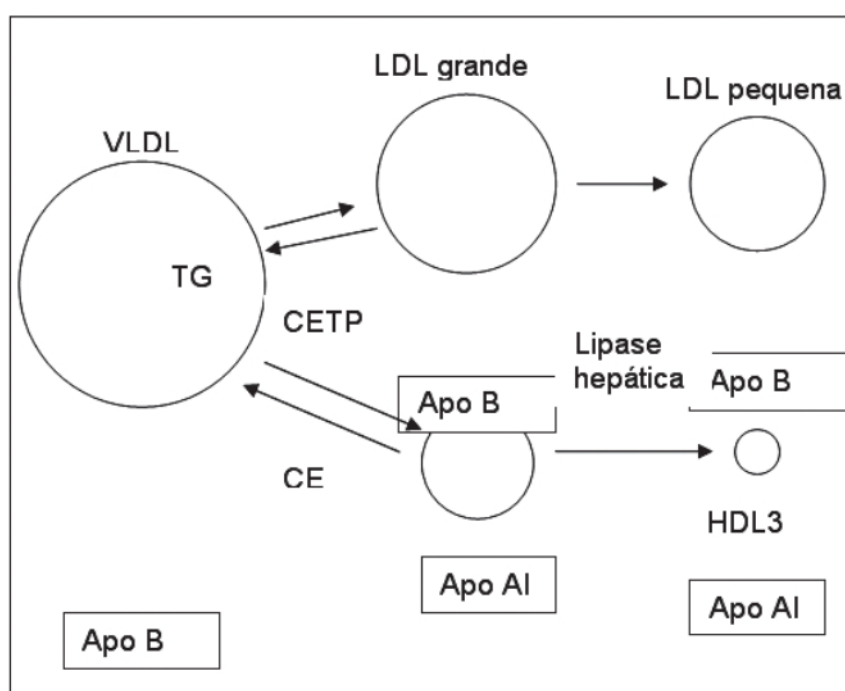 LDL grande
LDL pequena
VLDL
TG
CETP
Lipase
hepática
Apo B
Apo B
CE
HDL3
Apo AI
Apo AI
Apo B